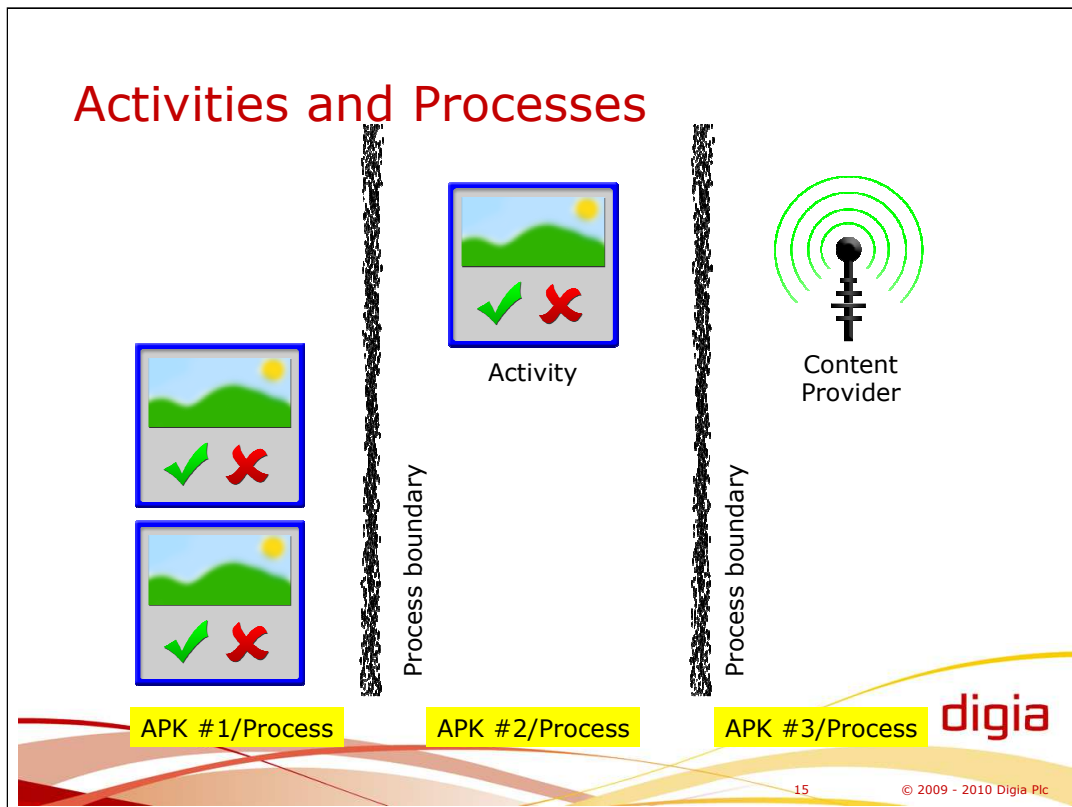 Activities and Processes
Activity
Content
Provider
Process boundary
Process boundary
APK #1/Process
APK #2/Process
APK #3/Process
digia
15
© 2009 - 2010 Digia Plc